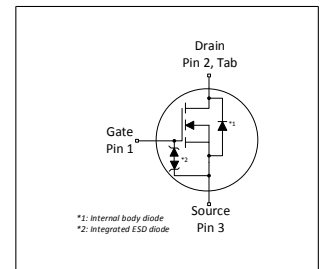 Drain
Pin 2, Tab
*1
Gate
Pin 1
*2
Source
Pin 3
*1: Internal body diode
*2: Integrated ESD diode